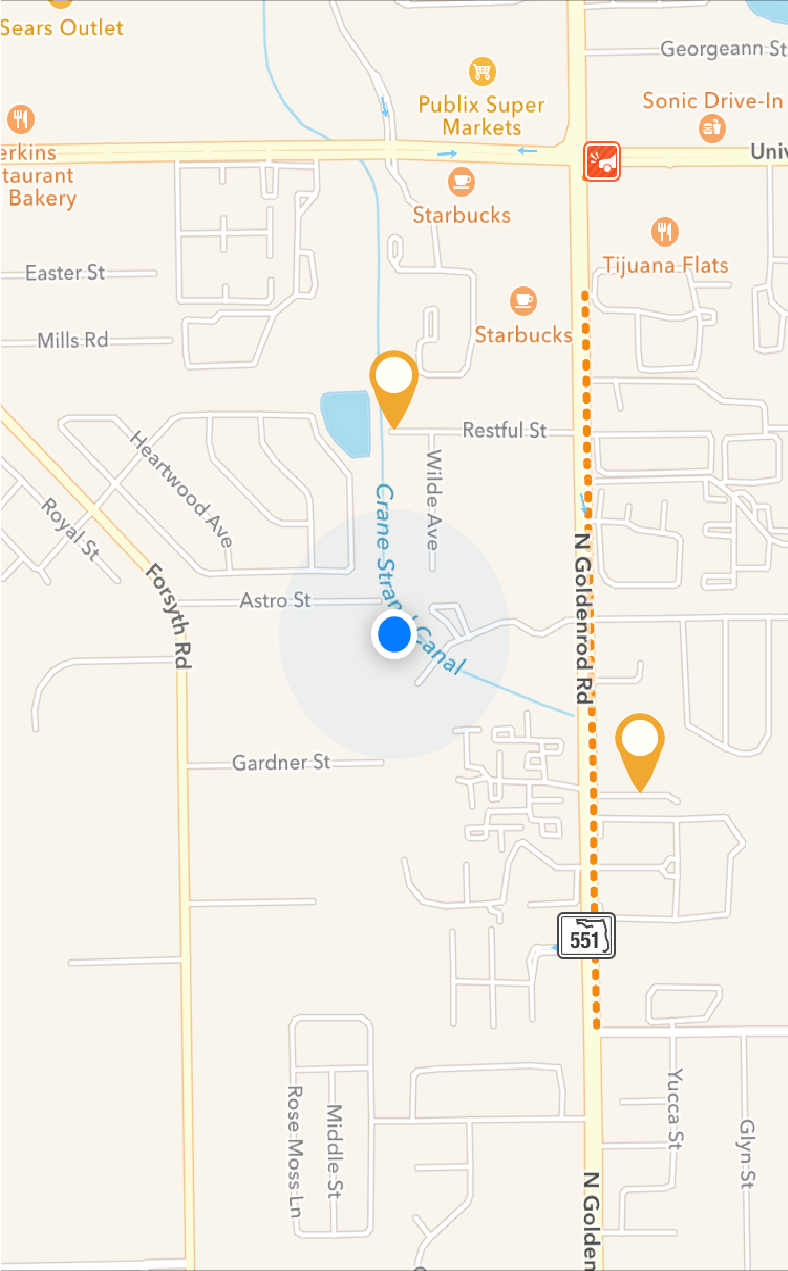 Sears Outlet
Georgeann St
Publix Super
Markets
Sonic Drive-In
erkins
taurant
Bakery
Univ
Starbucks
Easter St
Tijuana Flats
Mills Rd
Starbucks
Restful St
Heartwood Ave
Wilde Ave
Royal St
Crane Strand Canal
N Goldenrod Rd
Forsyth Rd
Astro St
Gardner St
551
Yucca St
Rose Moss Ln
Middle St
Glyn St
N Golden